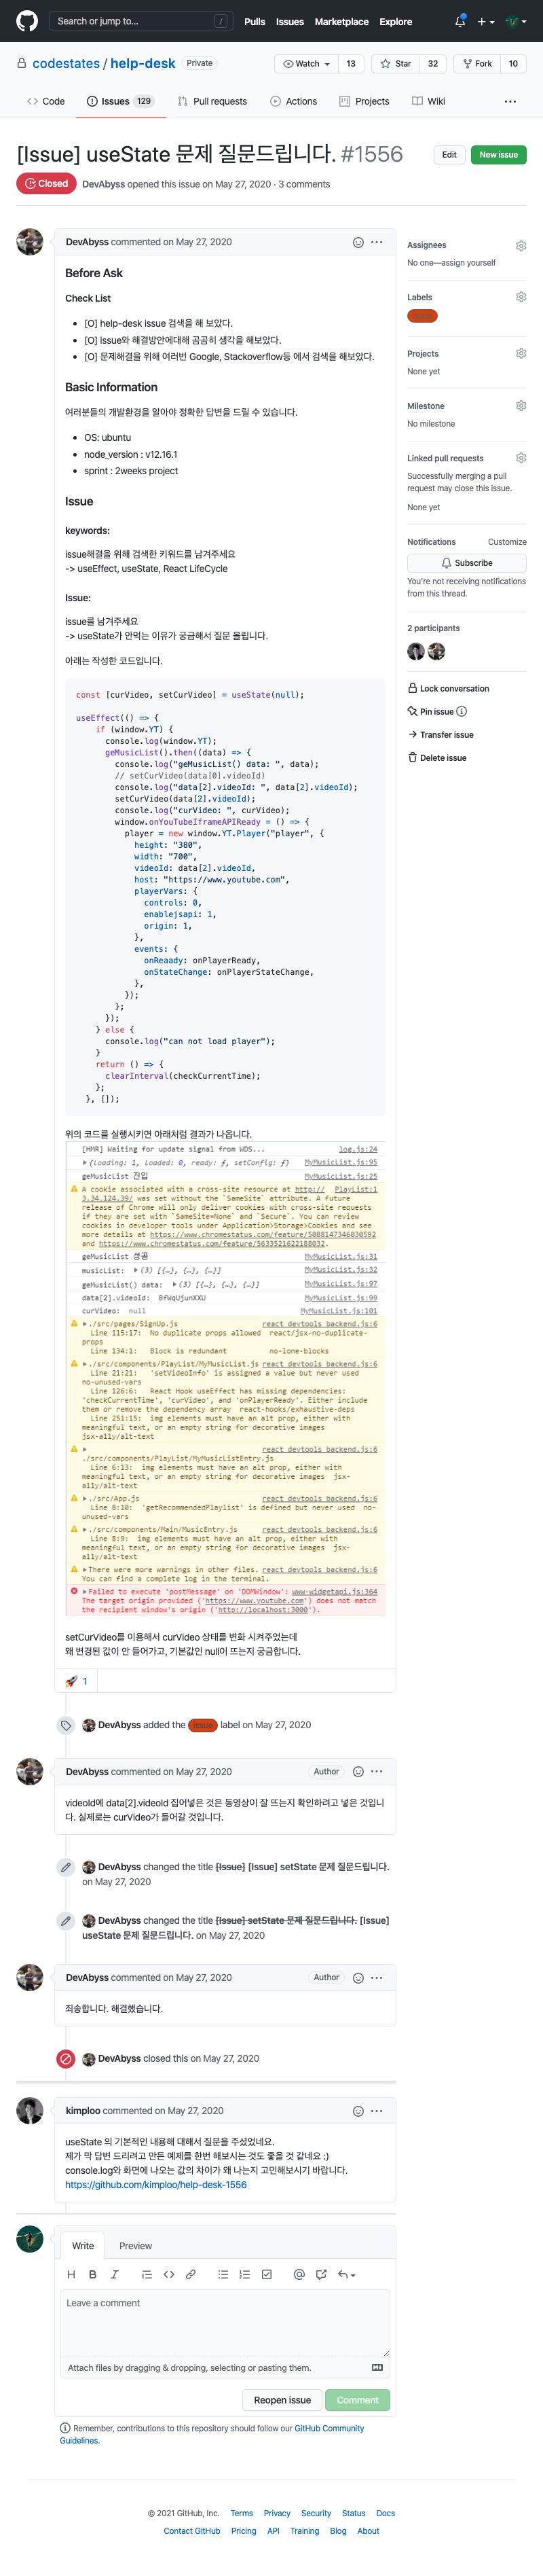 Search or jump to...
/
Pulls Issues Marketplace Explore
codestates / help-desk Private
Watch 13 Star 32 Fork 10
Code Issues 129 Pull requests Actions Projects Wiki
[Issue] useState 문제 질문드립니다. #1556
Edit New issue
Closed DevAbyss opened this issue on May 27, 2020 · 3 comments
DevAbyss commented on May 27, 2020
Before Ask
Check List
[O] help-desk issue 검색을 해 보았다.
[O] issue와 해결방안에대해 곰곰히 생각을 해보았다.
[O] 문제해결을 위해 여러번 Google, Stackoverflow등 에서 검색을 해보았다.
Basic Information
여러분들의 개발환경을 알아야 정확한 답변을 드릴 수 있습니다.
OS: ubuntu
node_version : v12.16.1
sprint : 2weeks project
Issue
keywords:
issue해결을 위해 검색한 키워드를 남겨주세요
-> useEffect, useState, React LifeCycle
Issue:
issue를 남겨주세요
-> useState가 안먹는 이유가 궁금해서 질문 올립니다.
아래는 작성한 코드입니다.
const [curVideo, setCurVideo] = useState(null);
useEffect(() => {
if (window.YT) {
console.log(window.YT);
geMusicList().then((data) => {
console.log("geMusicList() data: ", data);
// setCurVideo(data[0].videoId)
console.log("data[2].videoId: ", data[2].videoId);
setCurVideo(data[2].videoId);
console.log("curVideo: ", curVideo);
window.onYouTubeIframeAPIReady = () => {
player = new window.YT.Player("player", {
height: "380",
width: "700",
videoId: data[2].videoId,
host: "https://www.youtube.com",
playerVars: {
controls: 0,
enablejsapi: 1,
origin: 1,
},
events: {
onReaady: onPlayerReady,
onStateChange: onPlayerStateChange,
},
});
};
});
} else {
console.log("can not load player");
}
return () => {
clearInterval(checkCurrentTime);
};
}, []);
위의 코드를 실행시키면 아래처럼 결과가 나옵니다.
[HMR] Waiting for update signal from WDS... log.js:24
{loading: 1, loaded: 0, ready: ƒ, setConfig: ƒ} MyMusicList.js:95
geMusicList 진입 MyMusicList.js:25
A cookie associated with a cross-site resource at http:// PlayList:1
3.34.124.39/ was set without the `SameSite` attribute. A future
release of Chrome will only deliver cookies with cross-site requests
if they are set with `SameSite=None` and `Secure`. You can review
cookies in developer tools under Application>Storage>Cookies and see
more details at https://www.chromestatus.com/feature/5088147346030592
and https://www.chromestatus.com/feature/5633521622188032.
geMusicList 성공 MyMusicList.js:31
musicList: (3) [{…}, {…}, {…}] MyMusicList.js:32
geMusicList() data: (3) [{…}, {…}, {…}] MyMusicList.js:97
data[2].videoId: BfWqUjunXXU MyMusicList.js:99
curVideo: null MyMusicList.js:101
./src/pages/SignUp.js react_devtools_backend.js:6
Line 115:17: No duplicate props allowed react/jsx-no-duplicate-
props
Line 134:1: Block is redundant no-lone-blocks
./src/components/PlayList/MyMusicList.js react_devtools_backend.js:6
Line 21:21: 'setVideoInfo' is assigned a value but never used
no-unused-vars
Line 126:6: React Hook useEffect has missing dependencies:
'checkCurrentTime', 'curVideo', and 'onPlayerReady'. Either include
them or remove the dependency array react-hooks/exhaustive-deps
Line 251:15: img elements must have an alt prop, either with
meaningful text, or an empty string for decorative images
jsx-a11y/alt-text
react_devtools_backend.js:6
./src/components/PlayList/MyMusicListEntry.js
Line 6:13: img elements must have an alt prop, either with
meaningful text, or an empty string for decorative images jsx-
a11y/alt-text
./src/App.js react_devtools_backend.js:6
Line 8:10: 'getRecommendedPlaylist' is defined but never used no-
unused-vars
./src/components/Main/MusicEntry.js react_devtools_backend.js:6
Line 8:9: img elements must have an alt prop, either with
meaningful text, or an empty string for decorative images jsx-
a11y/alt-text
There were more warnings in other files. react_devtools_backend.js:6
You can find a complete log in the terminal.
Failed to execute 'postMessage' on 'DOMWindow': www-widgetapi.js:364
The target origin provided ('https://www.youtube.com') does not match
the recipient window's origin ('http://localhost:3000').
setCurVideo를 이용해서 curVideo 상태를 변화 시켜주었는데
왜 변경된 값이 안 들어가고, 기본값인 null이 뜨는지 궁금합니다.
🚀 1
DevAbyss added the issue label on May 27, 2020
DevAbyss commented on May 27, 2020 Author
videoId에 data[2].videoId 집어넣은 것은 동영상이 잘 뜨는지 확인하려고 넣은 것입니
다. 실제로는 curVideo가 들어갈 것입니다.
DevAbyss changed the title [Issue] [Issue] setState 문제 질문드립니다.
on May 27, 2020
DevAbyss changed the title [Issue] setState 문제 질문드립니다. [Issue]
useState 문제 질문드립니다. on May 27, 2020
DevAbyss commented on May 27, 2020 Author
죄송합니다. 해결했습니다.
DevAbyss closed this on May 27, 2020
kimploo commented on May 27, 2020
useState 의 기본적인 내용해 대해서 질문을 주셨었네요.
제가 막 답변 드리려고 만든 예제를 한번 해보시는 것도 좋을 것 같네요 :)
console.log와 화면에 나오는 값의 차이가 왜 나는지 고민해보시기 바랍니다.
https://github.com/kimploo/help-desk-1556
Write Preview
Leave a comment
Attach files by dragging & dropping, selecting or pasting them.
Reopen issue Comment
Remember, contributions to this repository should follow our GitHub Community
Guidelines.
Assignees
No one—assign yourself
Labels
issue
Projects
None yet
Milestone
No milestone
Linked pull requests
Successfully merging a pull
request may close this issue.
None yet
Notifications Customize
Subscribe
You're not receiving notifications
from this thread.
2 participants
Lock conversation
Pin issue
Transfer issue
Delete issue
© 2021 GitHub, Inc. Terms Privacy Security Status Docs
Contact GitHub Pricing API Training Blog About